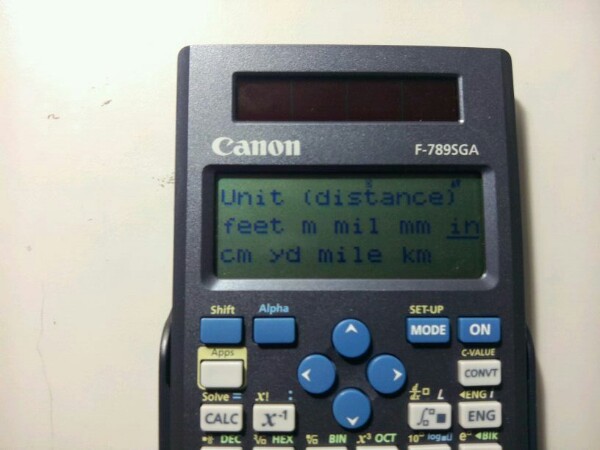 Canon
F-789SGA
Unit (distance)
feet m mil mm in
cm yd mile km
Shift Alpha SET-UP
MODE ON
Apps C-VALUE
CONVT
Solve = x! : ◄ENG i
CALC x⁻¹ ENG
DEC HEX BIN x³ OCT